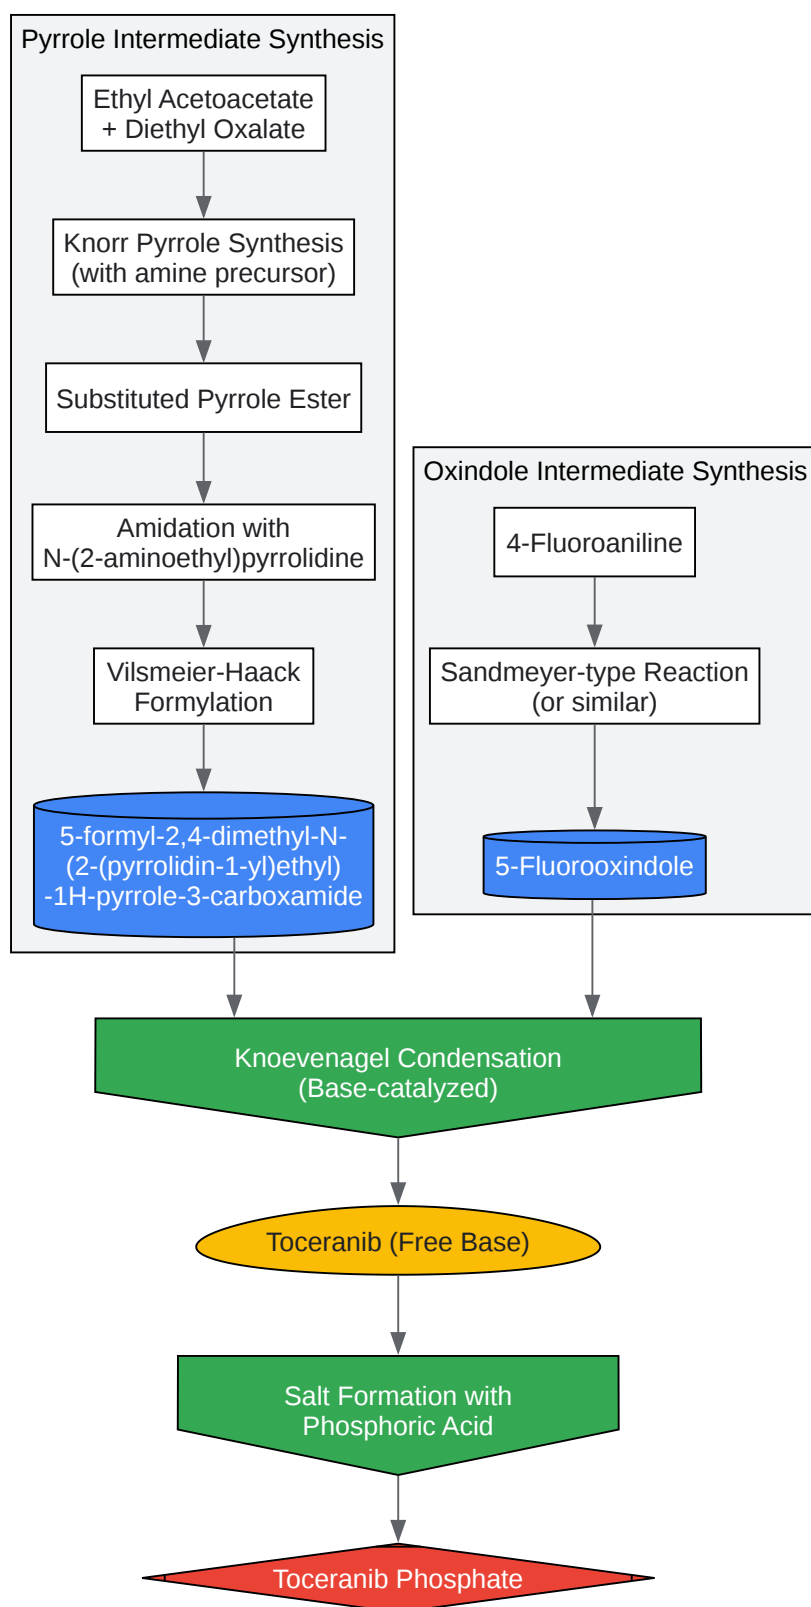 Pyrrole Intermediate Synthesis
Ethyl Acetoacetate
+ Diethyl Oxalate
Knorr Pyrrole Synthesis
(with amine precursor)
Substituted Pyrrole Ester
Amidation with
N-(2-aminoethyl)pyrrolidine
Vilsmeier-Haack
Formylation
5-formyl-2,4-dimethyl-N-
(2-(pyrrolidin-1-yl)ethyl)
-1H-pyrrole-3-carboxamide
Oxindole Intermediate Synthesis
4-Fluoroaniline
Sandmeyer-type Reaction
(or similar)
5-Fluorooxindole
Knoevenagel Condensation
(Base-catalyzed)
Toceranib (Free Base)
Salt Formation with
Phosphoric Acid
Toceranib Phosphate